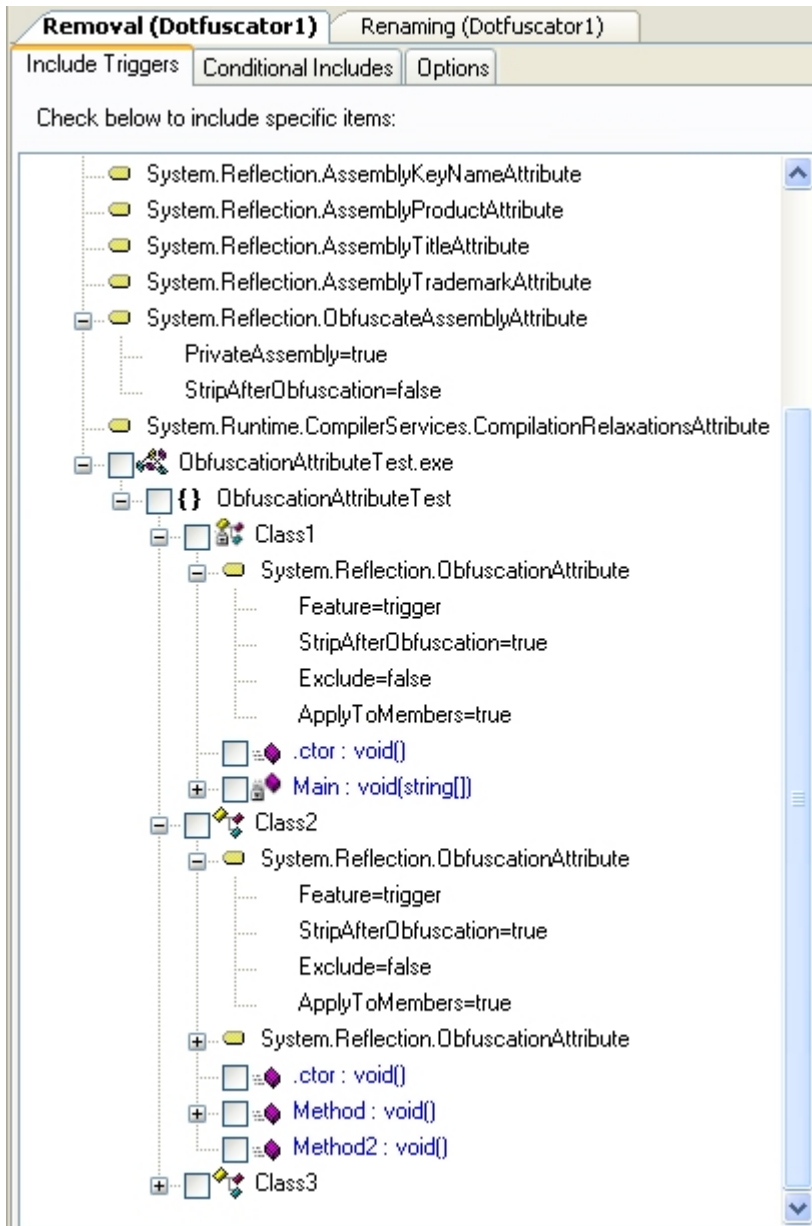 Removal (Dotfuscator1) Renaming (Dotfuscator1)
Include Triggers Conditional Includes Options
Check below to include specific items:
System.Reflection.AssemblyKeyNameAttribute
System.Reflection.AssemblyProductAttribute
System.Reflection.AssemblyTitleAttribute
System.Reflection.AssemblyTrademarkAttribute
System.Reflection.ObfuscateAssemblyAttribute
PrivateAssembly=true
StripAfterObfuscation=false
System.Runtime.CompilerServices.CompilationRelaxationsAttribute
ObfuscationAttributeTest.exe
{} ObfuscationAttributeTest
Class1
System.Reflection.ObfuscationAttribute
Feature=trigger
StripAfterObfuscation=true
Exclude=false
ApplyToMembers=true
.ctor : void()
Main : void(string[])
Class2
System.Reflection.ObfuscationAttribute
Feature=trigger
StripAfterObfuscation=true
Exclude=false
ApplyToMembers=true
System.Reflection.ObfuscationAttribute
.ctor : void()
Method : void()
Method2 : void()
Class3